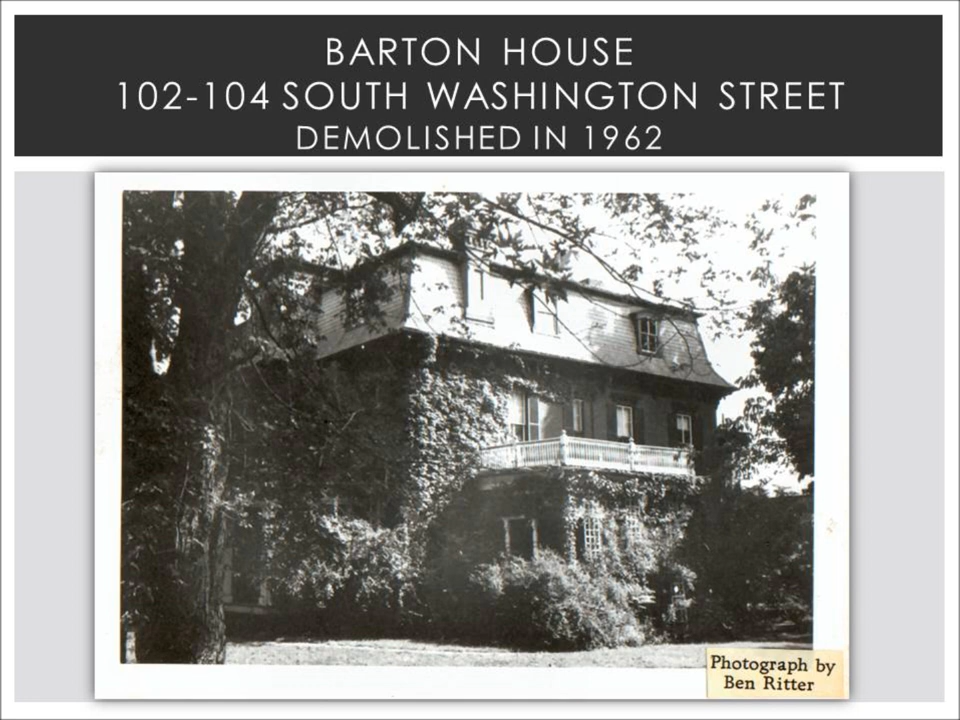 BARTON HOUSE
102-104 SOUTH WASHINGTON STREET
DEMOLISHED IN 1962
Photograph by
Ben Ritter